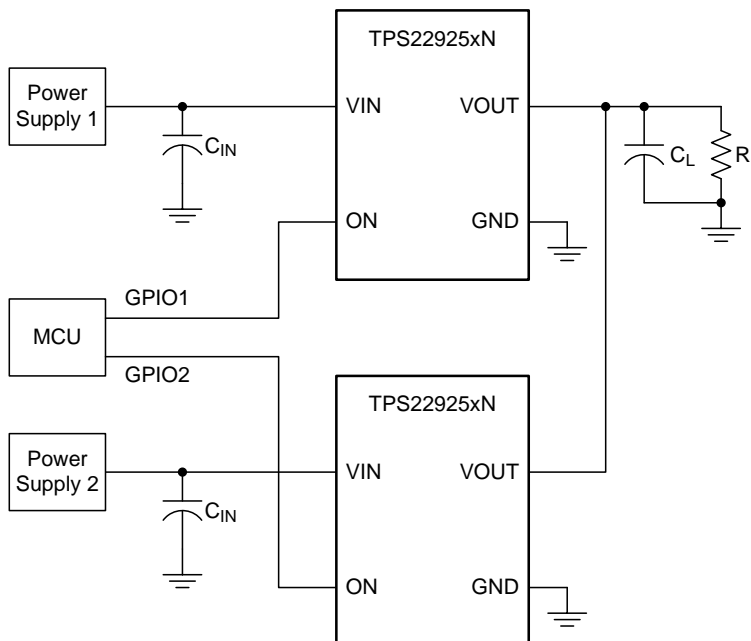 TPS22925xN
Power
Supply 1
VIN
VOUT
CIN
CL
R
ON
GND
GPIO1
MCU
GPIO2
TPS22925xN
Power
Supply 2
VIN
VOUT
CIN
ON
GND